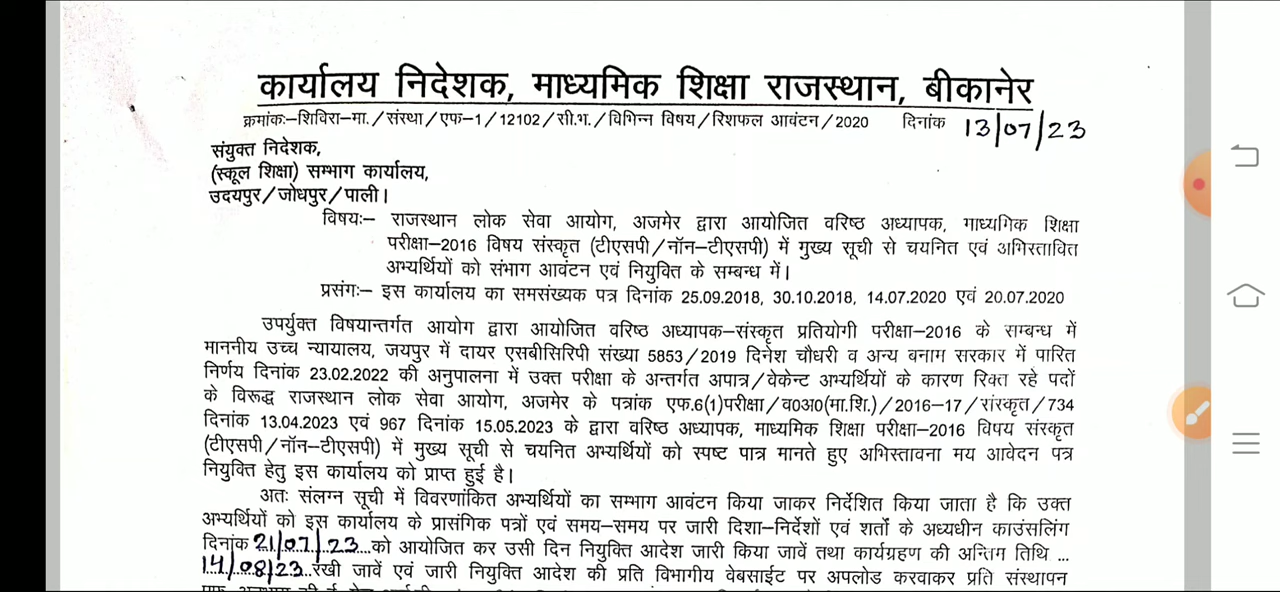 कार्यालय निदेशक, माध्यमिक शिक्षा राजस्थान, बीकानेर
क्रमांकः–शिविरा–मा./संस्था/एफ–1/12102/सी.भ./विभिन्न विषय/रिशफल आवंटन/2020 दिनांक 13/07/23
संयुक्त निदेशक,
(स्कूल शिक्षा) सम्भाग कार्यालय,
उदयपुर/जोधपुर/पाली।
विषयः– राजस्थान लोक सेवा आयोग, अजमेर द्वारा आयोजित वरिष्ठ अध्यापक, माध्यमिक शिक्षा
परीक्षा–2016 विषय संस्कृत (टीएसपी/नॉन–टीएसपी) में मुख्य सूची से चयनित एवं अभिस्तावित
अभ्यर्थियों को संभाग आवंटन एवं नियुक्ति के सम्बन्ध में।
प्रसंगः– इस कार्यालय का समसंख्यक पत्र दिनांक 25.09.2018, 30.10.2018, 14.07.2020 एवं 20.07.2020
उपर्युक्त विषयान्तर्गत आयोग द्वारा आयोजित वरिष्ठ अध्यापक–संस्कृत प्रतियोगी परीक्षा–2016 के सम्बन्ध में
माननीय उच्च न्यायालय, जयपुर में दायर एसबीसिरिपी संख्या 5853/2019 दिनेश चौधरी व अन्य बनाम सरकार में पारित
निर्णय दिनांक 23.02.2022 की अनुपालना में उक्त परीक्षा के अन्तर्गत अपात्र/वेकेन्ट अभ्यर्थियों के कारण रिक्त रहे पदों
के विरूद्ध राजस्थान लोक सेवा आयोग, अजमेर के पत्रांक एफ.6(1)परीक्षा/व0अ0(मा.शि.)/2016–17/संस्कृत/734
दिनांक 13.04.2023 एवं 967 दिनांक 15.05.2023 के द्वारा वरिष्ठ अध्यापक, माध्यमिक शिक्षा परीक्षा–2016 विषय संस्कृत
(टीएसपी/नॉन–टीएसपी) में मुख्य सूची से चयनित अभ्यर्थियों को स्पष्ट पात्र मानते हुए अभिस्तावना मय आवेदन पत्र
नियुक्ति हेतु इस कार्यालय को प्राप्त हुई है।
अतः संलग्न सूची में विवरणांकित अभ्यर्थियों का सम्भाग आवंटन किया जाकर निर्देशित किया जाता है कि उक्त
अभ्यर्थियों को इस कार्यालय के प्रासंगिक पत्रों एवं समय–समय पर जारी दिशा–निर्देशों एवं शर्तों के अध्यधीन काउंसलिंग
दिनांक 21/07/23...को आयोजित कर उसी दिन नियुक्ति आदेश जारी किया जावें तथा कार्यग्रहण की अन्तिम तिथि ...
14/08/23.रखी जावें एवं जारी नियुक्ति आदेश की प्रति विभागीय वेबसाईट पर अपलोड करवाकर प्रति संस्थापन